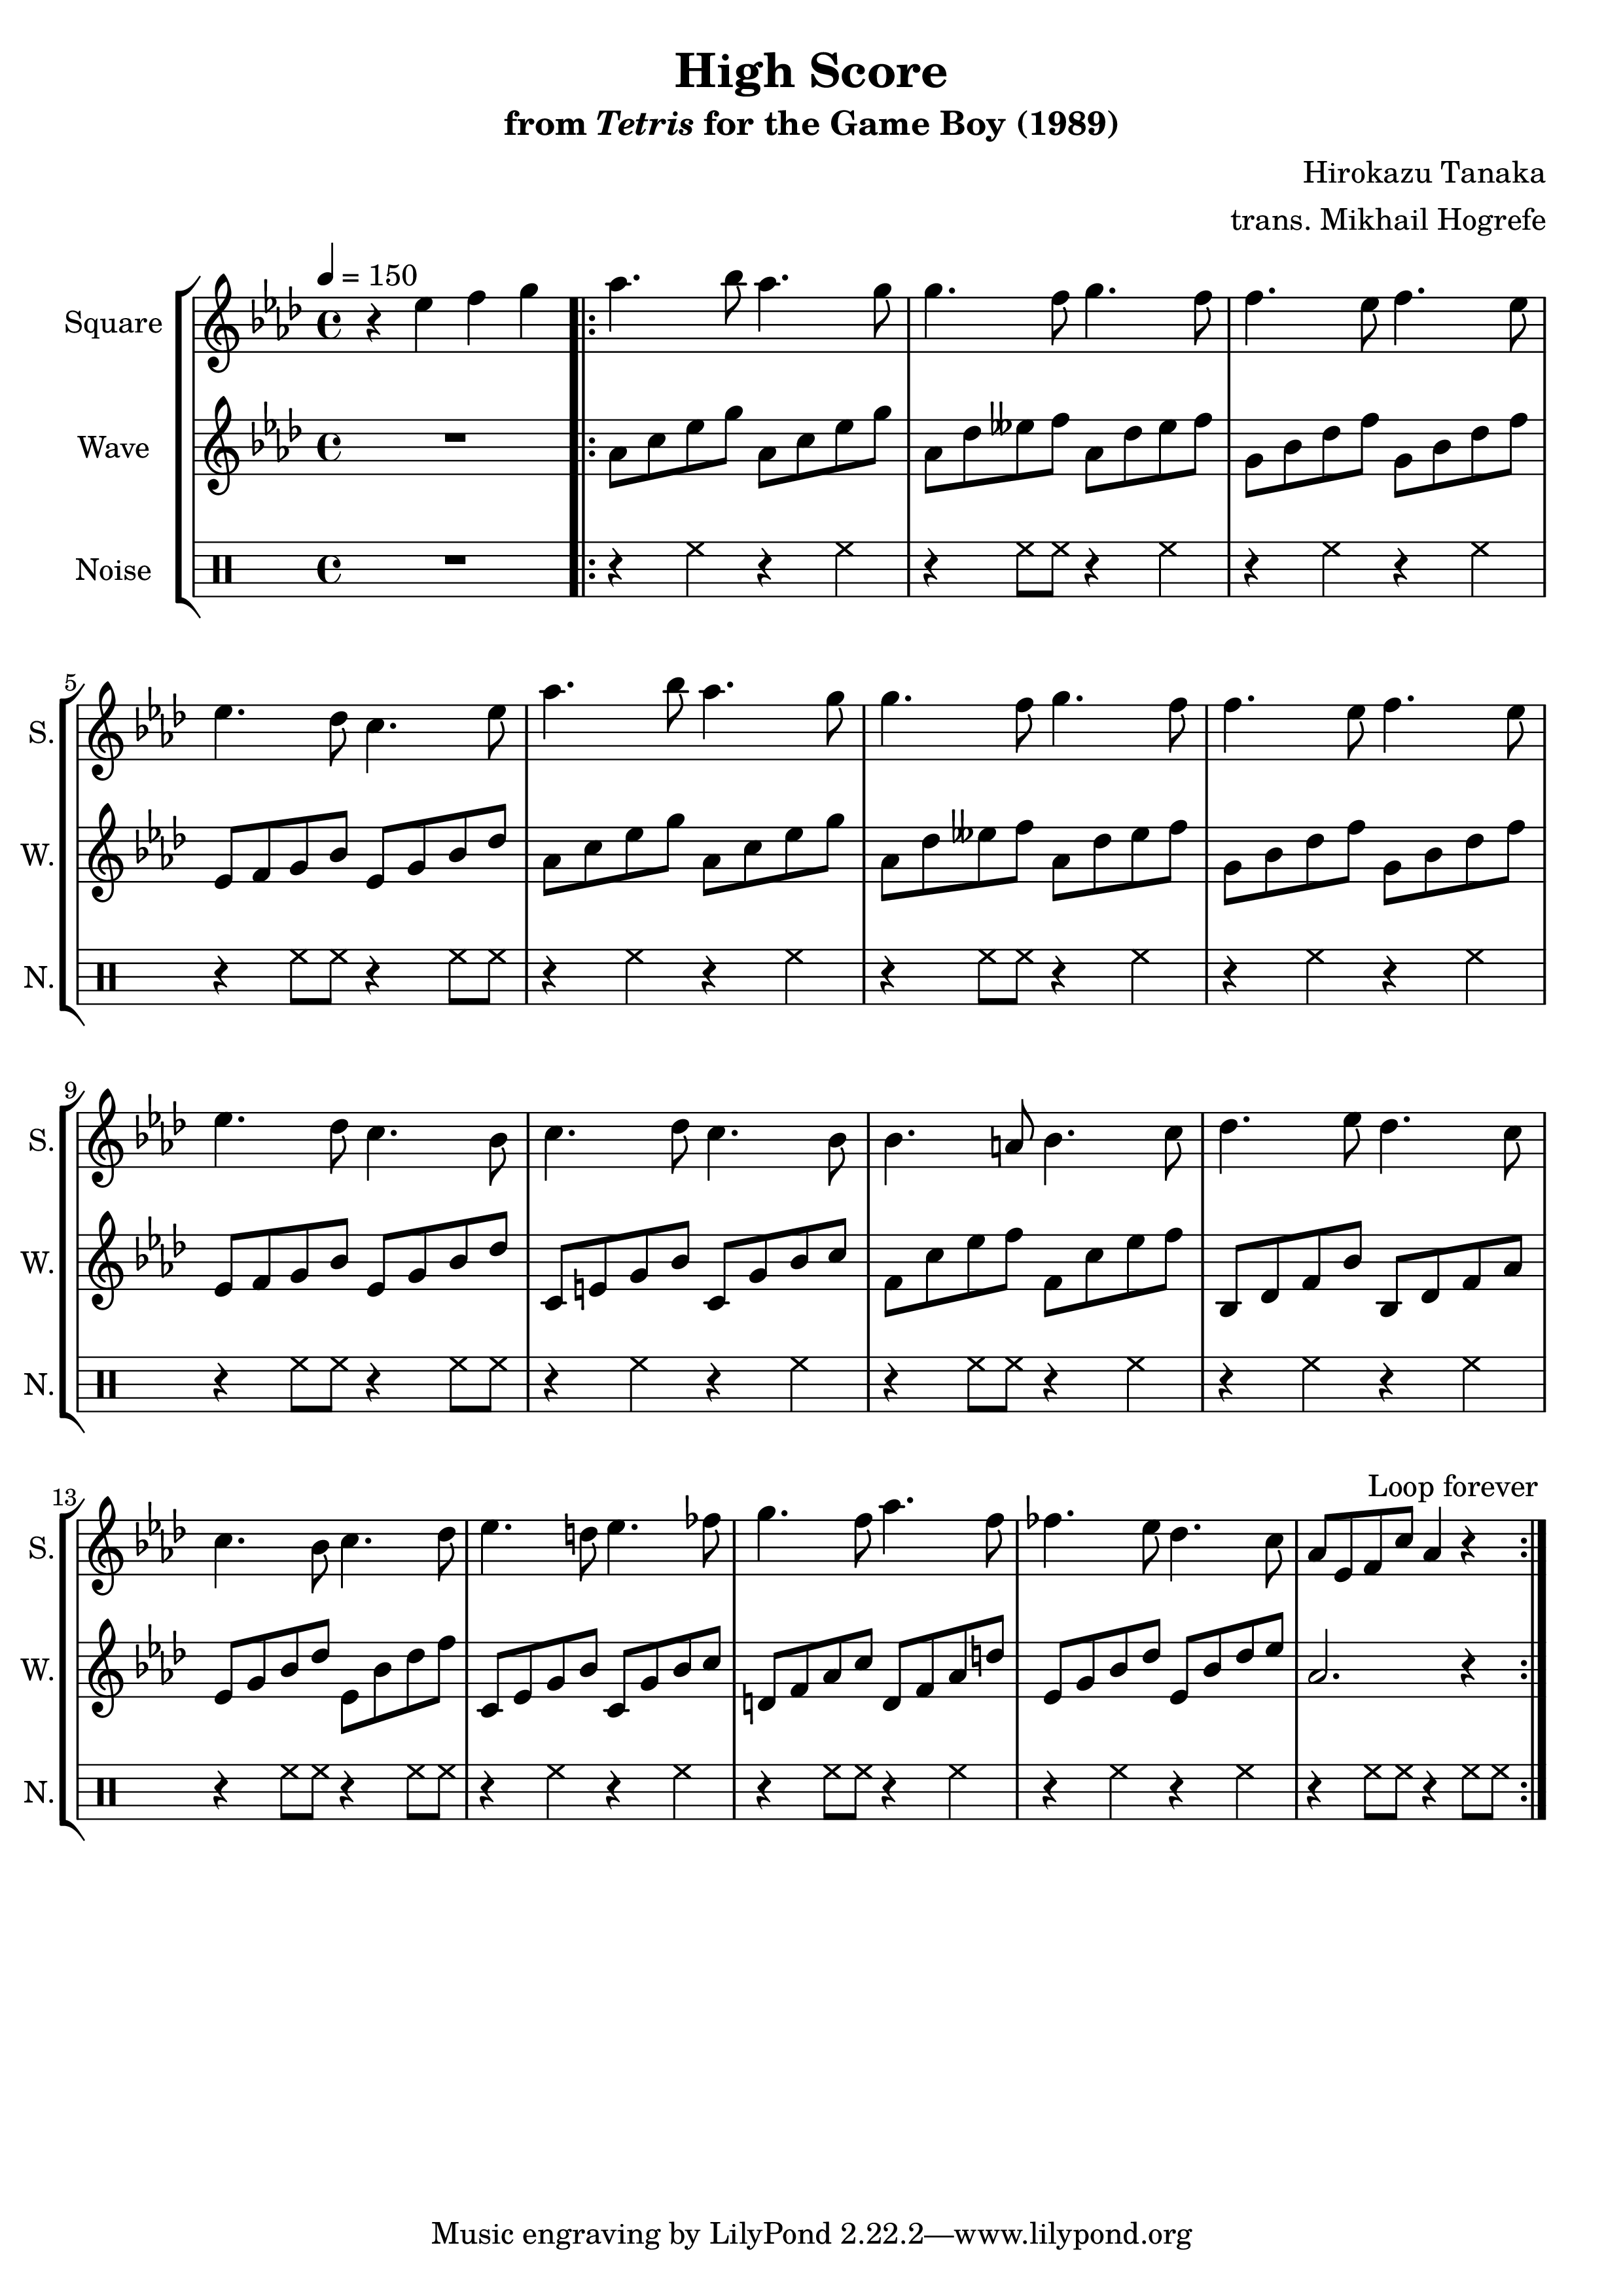 High Score
from Tetris for the Game Boy (1989)
Hirokazu Tanaka
trans. Mikhail Hogrefe
= 150
Square
Wave
Noise
5
S.
W.
N.
9
S.
W.
N.
Loop forever
13
S.
W.
N.
Music engraving by LilyPond 2.22.2—www.lilypond.org